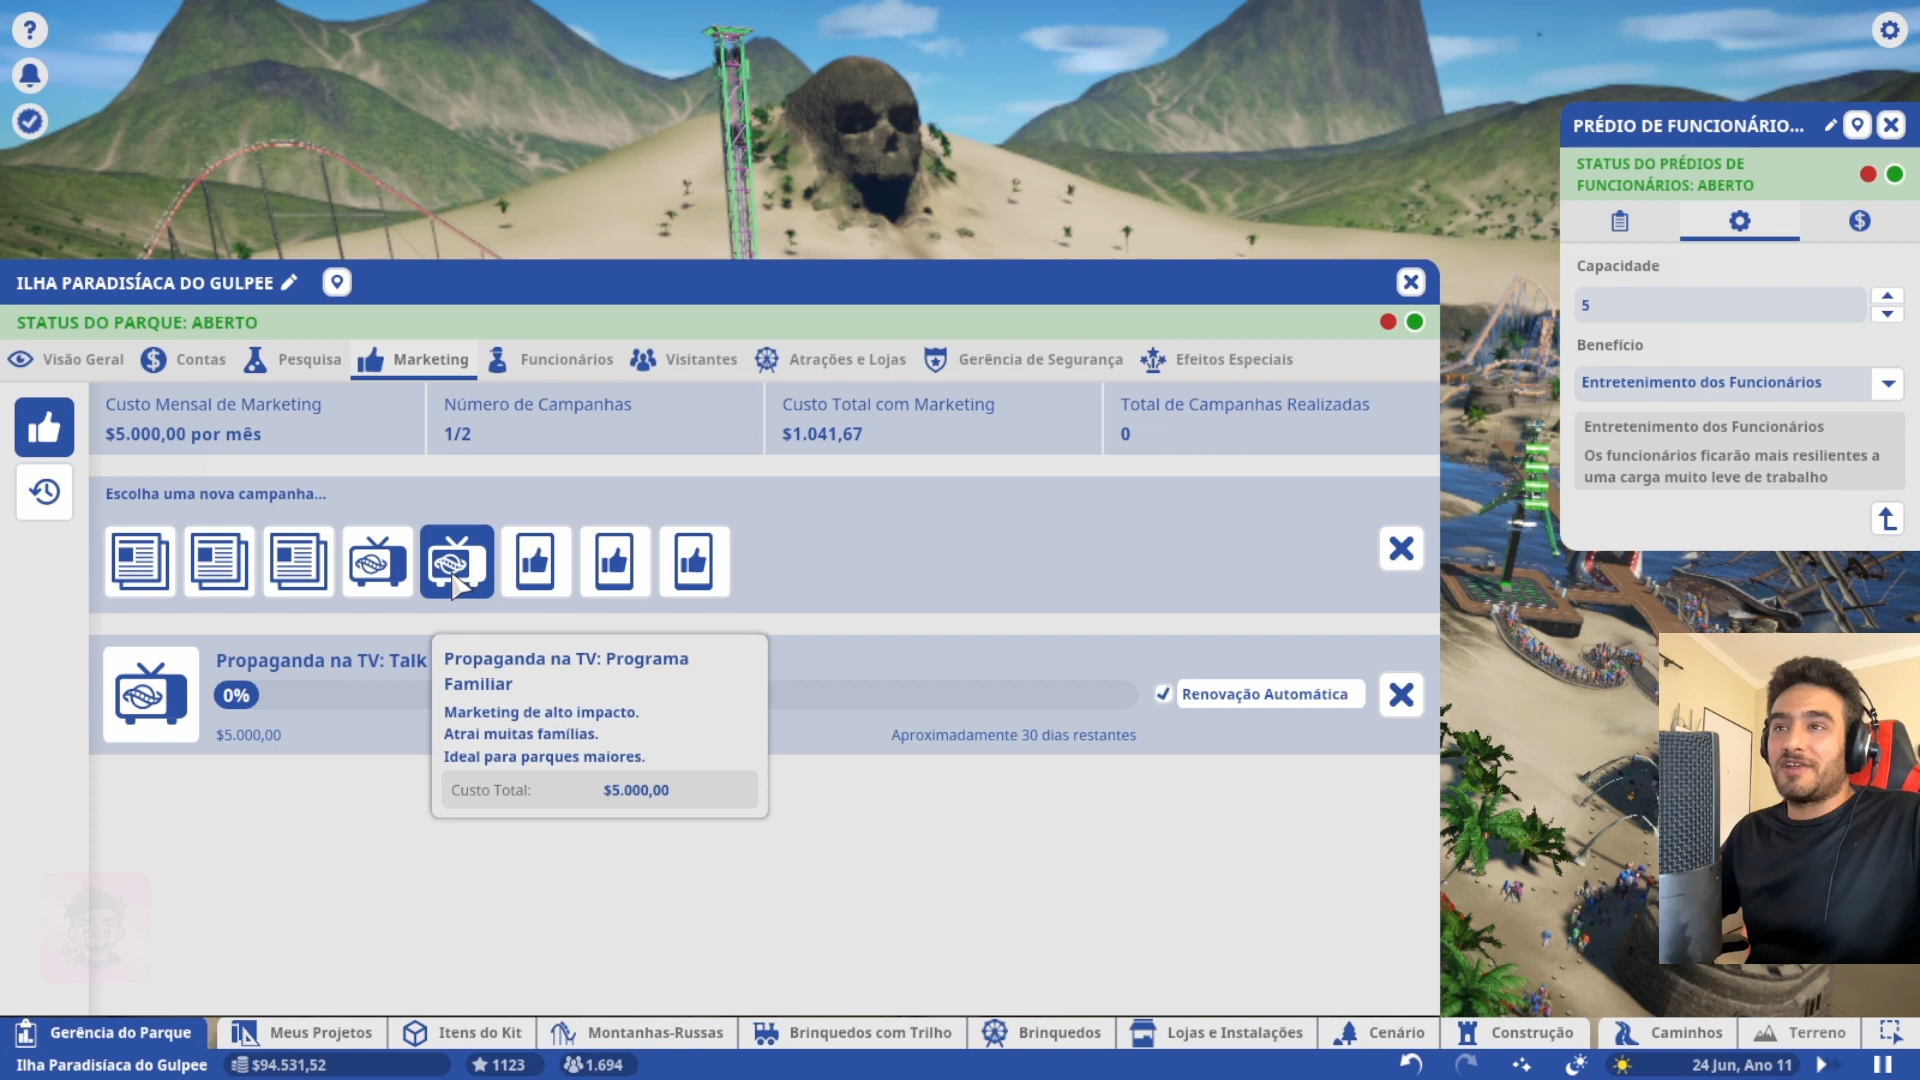 ?
PRÉDIO DE FUNCIONÁRIO...
STATUS DO PRÉDIOS DE
FUNCIONÁRIOS: ABERTO
Capacidade
5
Benefício
Entretenimento dos Funcionários
Entretenimento dos Funcionários
Os funcionários ficarão mais resilientes a
uma carga muito leve de trabalho
ILHA PARADISÍACA DO GULPEE
STATUS DO PARQUE: ABERTO
Visão Geral
Contas
Pesquisa
Marketing
Funcionários
Visitantes
Atrações e Lojas
Gerência de Segurança
Efeitos Especiais
Custo Mensal de Marketing
$5.000,00 por mês
Número de Campanhas
1/2
Custo Total com Marketing
$1.041,67
Total de Campanhas Realizadas
0
Escolha uma nova campanha...
Propaganda na TV: Talk
0%
$5.000,00
Propaganda na TV: Programa
Familiar
Marketing de alto impacto.
Atrai muitas famílias.
Ideal para parques maiores.
Custo Total: $5.000,00
Renovação Automática
Aproximadamente 30 dias restantes
Gerência do Parque
Meus Projetos
Itens do Kit
Montanhas-Russas
Brinquedos com Trilho
Brinquedos
Lojas e Instalações
Cenário
Construção
Caminhos
Terreno
Ilha Paradisíaca do Gulpee
$94.531,52
1123
1.694
24 Jun, Ano 11